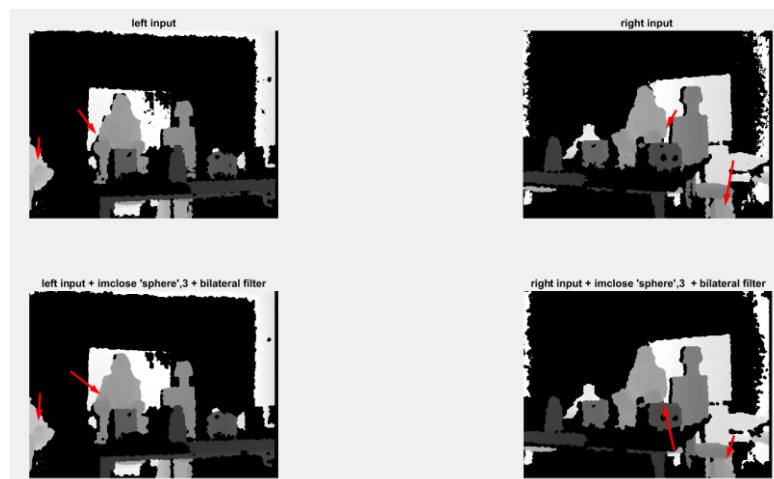 left input
right input
left input + imclose 'sphere',3 + bilateral filter
right input + imclose 'sphere',3  + bilateral filter